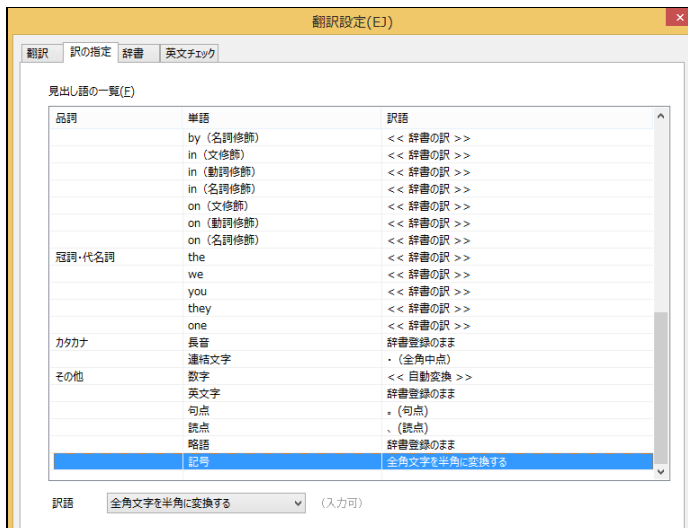 翻訳設定(EJ)
翻訳 訳の指定 辞書 英文チェック
見出し語の一覧(F)
品詞 単語 訳語
by（名詞修飾） << 辞書の訳 >>
in（文修飾） << 辞書の訳 >>
in（動詞修飾） << 辞書の訳 >>
in（名詞修飾） << 辞書の訳 >>
on（文修飾） << 辞書の訳 >>
on（動詞修飾） << 辞書の訳 >>
on（名詞修飾） << 辞書の訳 >>
冠詞・代名詞 the << 辞書の訳 >>
we << 辞書の訳 >>
you << 辞書の訳 >>
they << 辞書の訳 >>
one << 辞書の訳 >>
カタカナ 長音 辞書登録のまま
連結文字 ・（全角中点）
その他 数字 << 自動変換 >>
英文字 辞書登録のまま
句点 。(句点)
読点 、(読点)
略語 辞書登録のまま
記号 全角文字を半角に変換する
訳語 全角文字を半角に変換する （入力可）